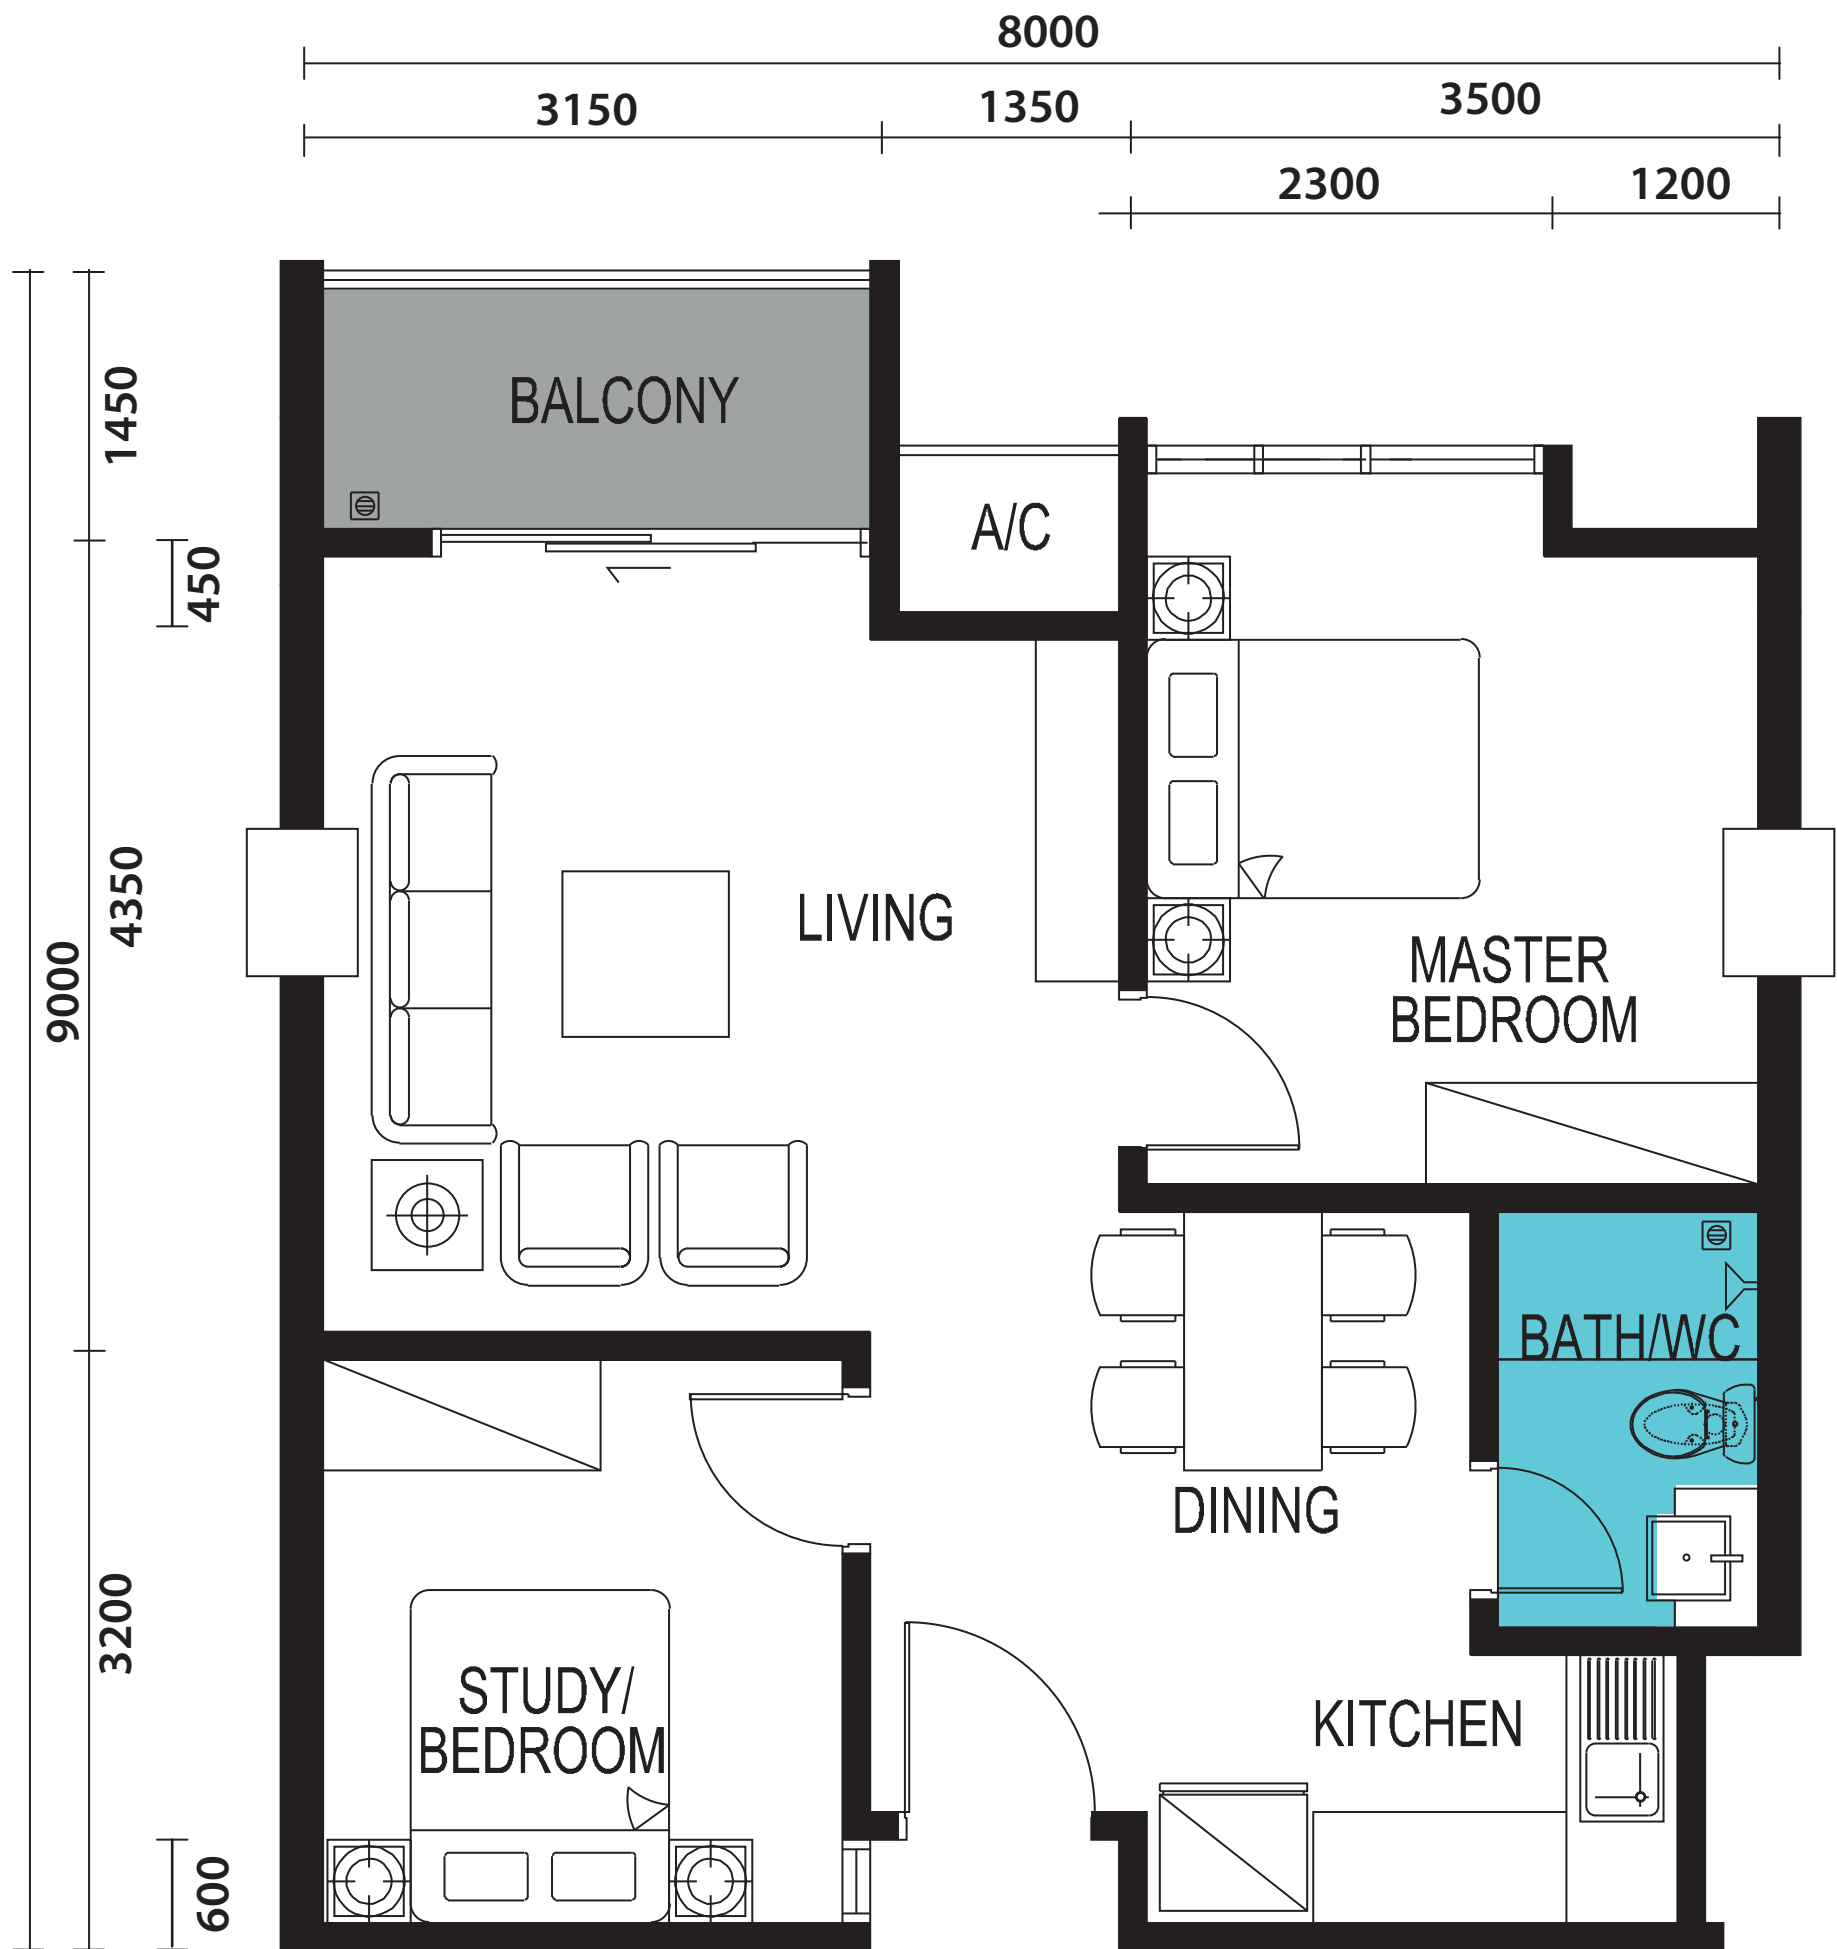 8000
3150
1350
3500
2300
1200
1450
450
4350
9000
3200
600
BALCONY
A/C
LIVING
MASTER
BEDROOM
BATH/WC
DINING
STUDY/
BEDROOM
KITCHEN